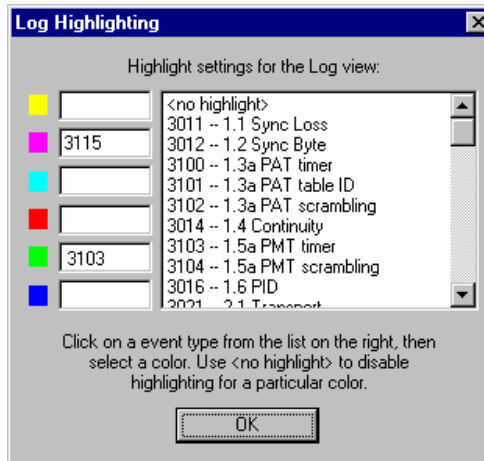 Log Highlighting
Highlight settings for the Log view:
3115
3103
<no highlight>
3011 -- 1.1 Sync Loss
3012 -- 1.2 Sync Byte
3100 -- 1.3a PAT timer
3101 -- 1.3a PAT table ID
3102 -- 1.3a PAT scrambling
3014 -- 1.4 Continuity
3103 -- 1.5a PMT timer
3104 -- 1.5a PMT scrambling
3016 -- 1.6 PID
3021 -- 2.1 Transport
Click on a event type from the list on the right, then
select a color. Use <no highlight> to disable
highlighting for a particular color.
OK